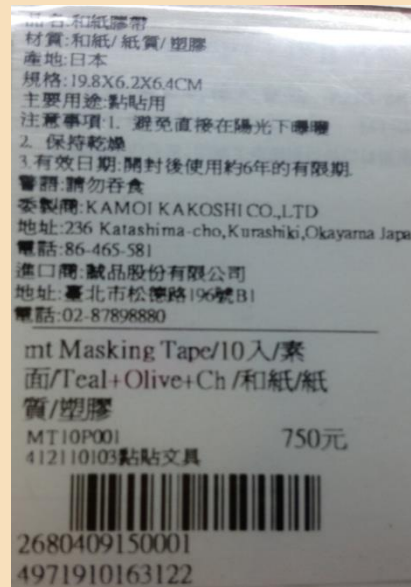 品名:和紙膠帶
材質:和紙/紙質/塑膠
產地:日本
規格:19.8X6.2X6.4CM
主要用途:黏貼用
注意事項:1. 避免直接在陽光下曝曬
2. 保持乾燥
3.有效日期:開封後使用約6年的有限期.
警語:請勿吞食
委製商:KAMOI KAKOSHI CO.,LTD
地址:236 Katashima-cho,Kurashiki,Okayama Japa
電話:86-465-581
進口商:誠品股份有限公司
地址:臺北市松德路196號B1
電話:02-87898880
mt Masking Tape/10入/素
面/Teal+Olive+Ch /和紙/紙
質/塑膠
MT10P001 750元
412110103黏貼文具
2680409150001
4971910163122